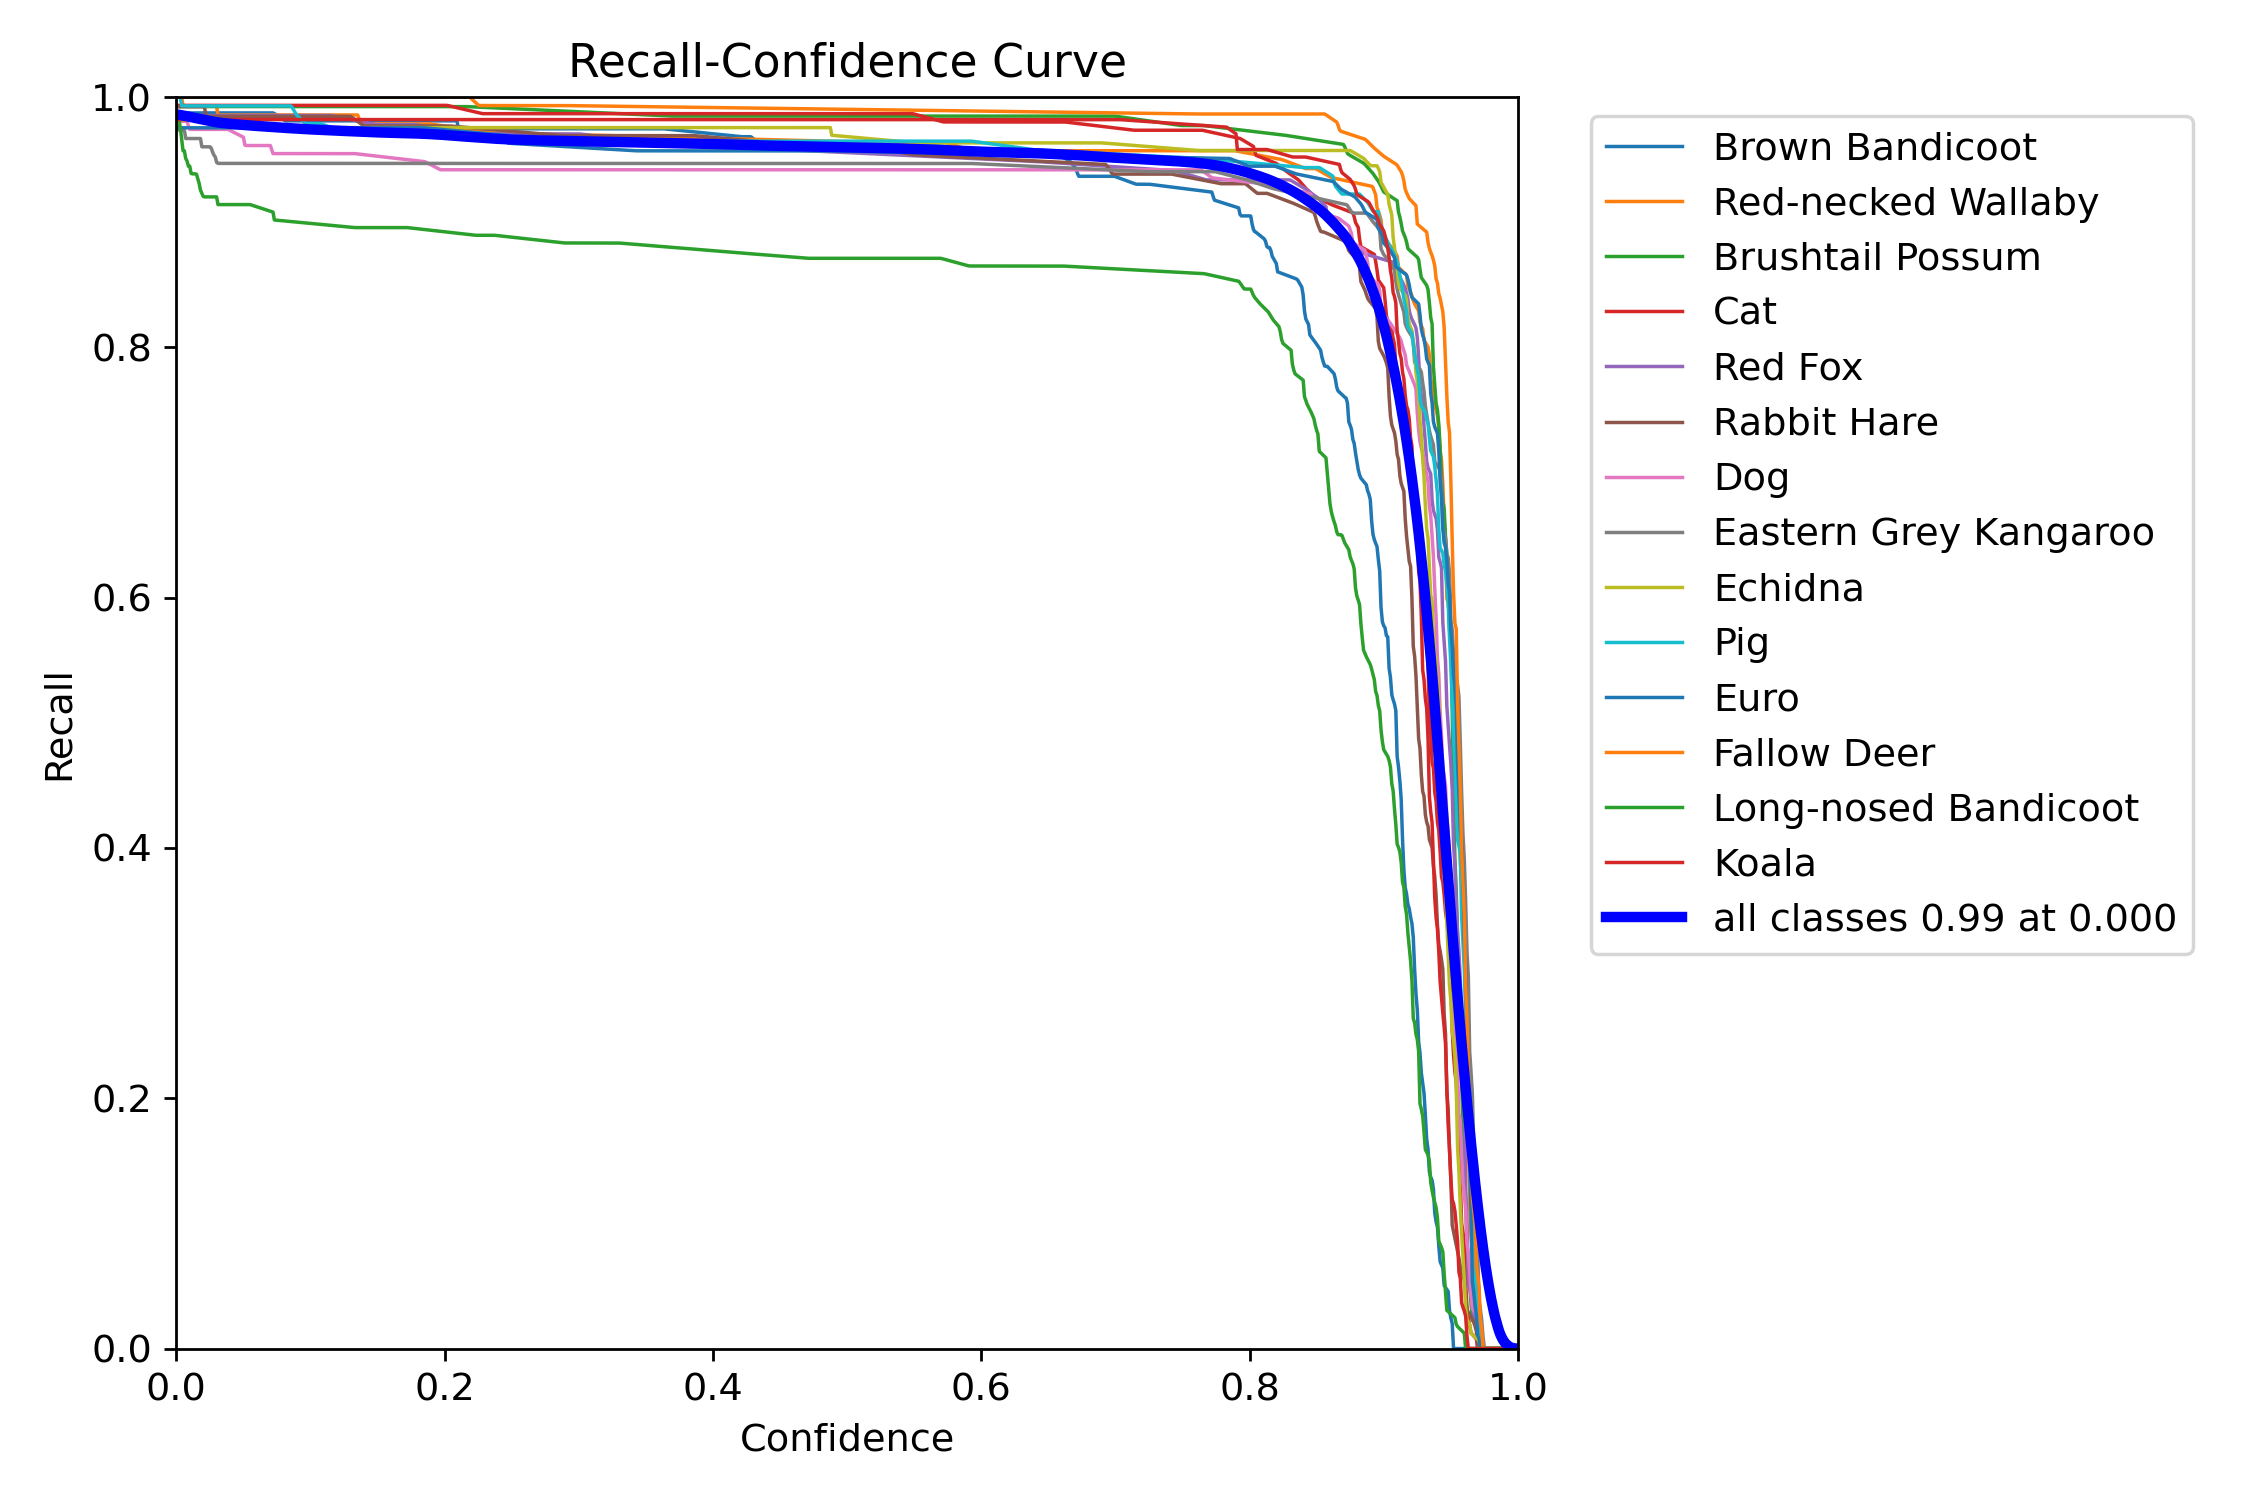 Recall-Confidence Curve
1.0
0.8
0.6
0.4
0.2
0.0
Recall
0.0 0.2 0.4 0.6 0.8 1.0
Confidence
Brown Bandicoot
Red-necked Wallaby
Brushtail Possum
Cat
Red Fox
Rabbit Hare
Dog
Eastern Grey Kangaroo
Echidna
Pig
Euro
Fallow Deer
Long-nosed Bandicoot
Koala
all classes 0.99 at 0.000